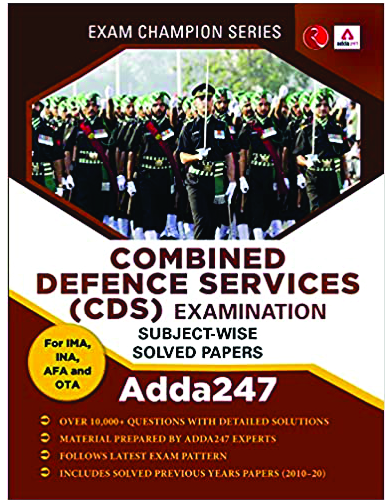 EXAM CHAMPION SERIES
adda247
COMBINED
DEFENCE SERVICES
(CDS) EXAMINATION
SUBJECT-WISE
SOLVED PAPERS
For IMA,
INA,
AFA and
OTA
Adda247
OVER 10,000+ QUESTIONS WITH DETAILED SOLUTIONS
MATERIAL PREPARED BY ADDA247 EXPERTS
FOLLOWS LATEST EXAM PATTERN
INCLUDES SOLVED PREVIOUS YEARS PAPERS (2010–20)